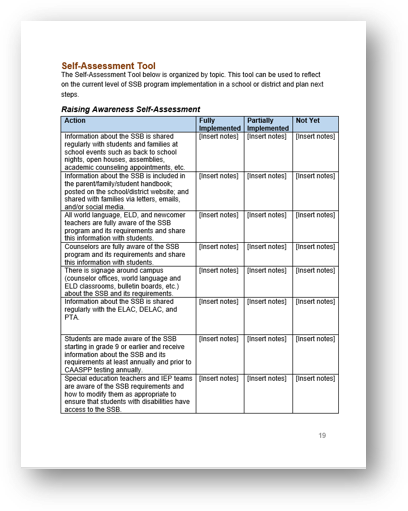 Self-Assessment Tool
The Self-Assessment Tool below is organized by topic. This tool can be used to reflect
on the current level of SSB program implementation in a school or district and plan next
steps.
Raising Awareness Self-Assessment
Action Fully Implemented Partially Implemented Not Yet
Information about the SSB is shared [Insert notes] [Insert notes] [Insert notes]
regularly with students and families at
school events such as back to school
nights, open houses, assemblies,
academic counseling appointments, etc.
Information about the SSB is included in [Insert notes] [Insert notes] [Insert notes]
the parent/family/student handbook;
posted on the school/district website; and
shared with families via letters, emails,
and/or social media.
All world language, ELD, and newcomer [Insert notes] [Insert notes] [Insert notes]
teachers are fully aware of the SSB
program and its requirements and share
this information with students.
Counselors are fully aware of the SSB [Insert notes] [Insert notes] [Insert notes]
program and its requirements and share
this information with students.
There is signage around campus [Insert notes] [Insert notes] [Insert notes]
(counselor offices, world language and
ELD classrooms, bulletin boards, etc.)
about the SSB and its requirements.
Information about the SSB is shared [Insert notes] [Insert notes] [Insert notes]
regularly with the ELAC, DELAC, and
PTA.
Students are made aware of the SSB [Insert notes] [Insert notes] [Insert notes]
starting in grade 9 or earlier and receive
information about the SSB and its
requirements at least annually and prior to
CAASPP testing annually.
Special education teachers and IEP teams [Insert notes] [Insert notes] [Insert notes]
are aware of the SSB requirements and
how to modify them as appropriate to
ensure that students with disabilities have
access to the SSB.
19